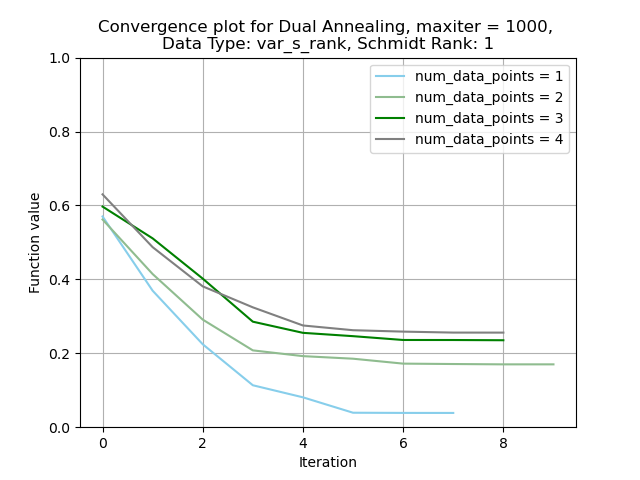 Convergence plot for Dual Annealing, maxiter = 1000,
Data Type: var_s_rank, Schmidt Rank: 1
num_data_points = 1
num_data_points = 2
num_data_points = 3
num_data_points = 4
Function value
1.0
0.8
0.6
0.4
0.2
0.0
0 2 4 6 8
Iteration